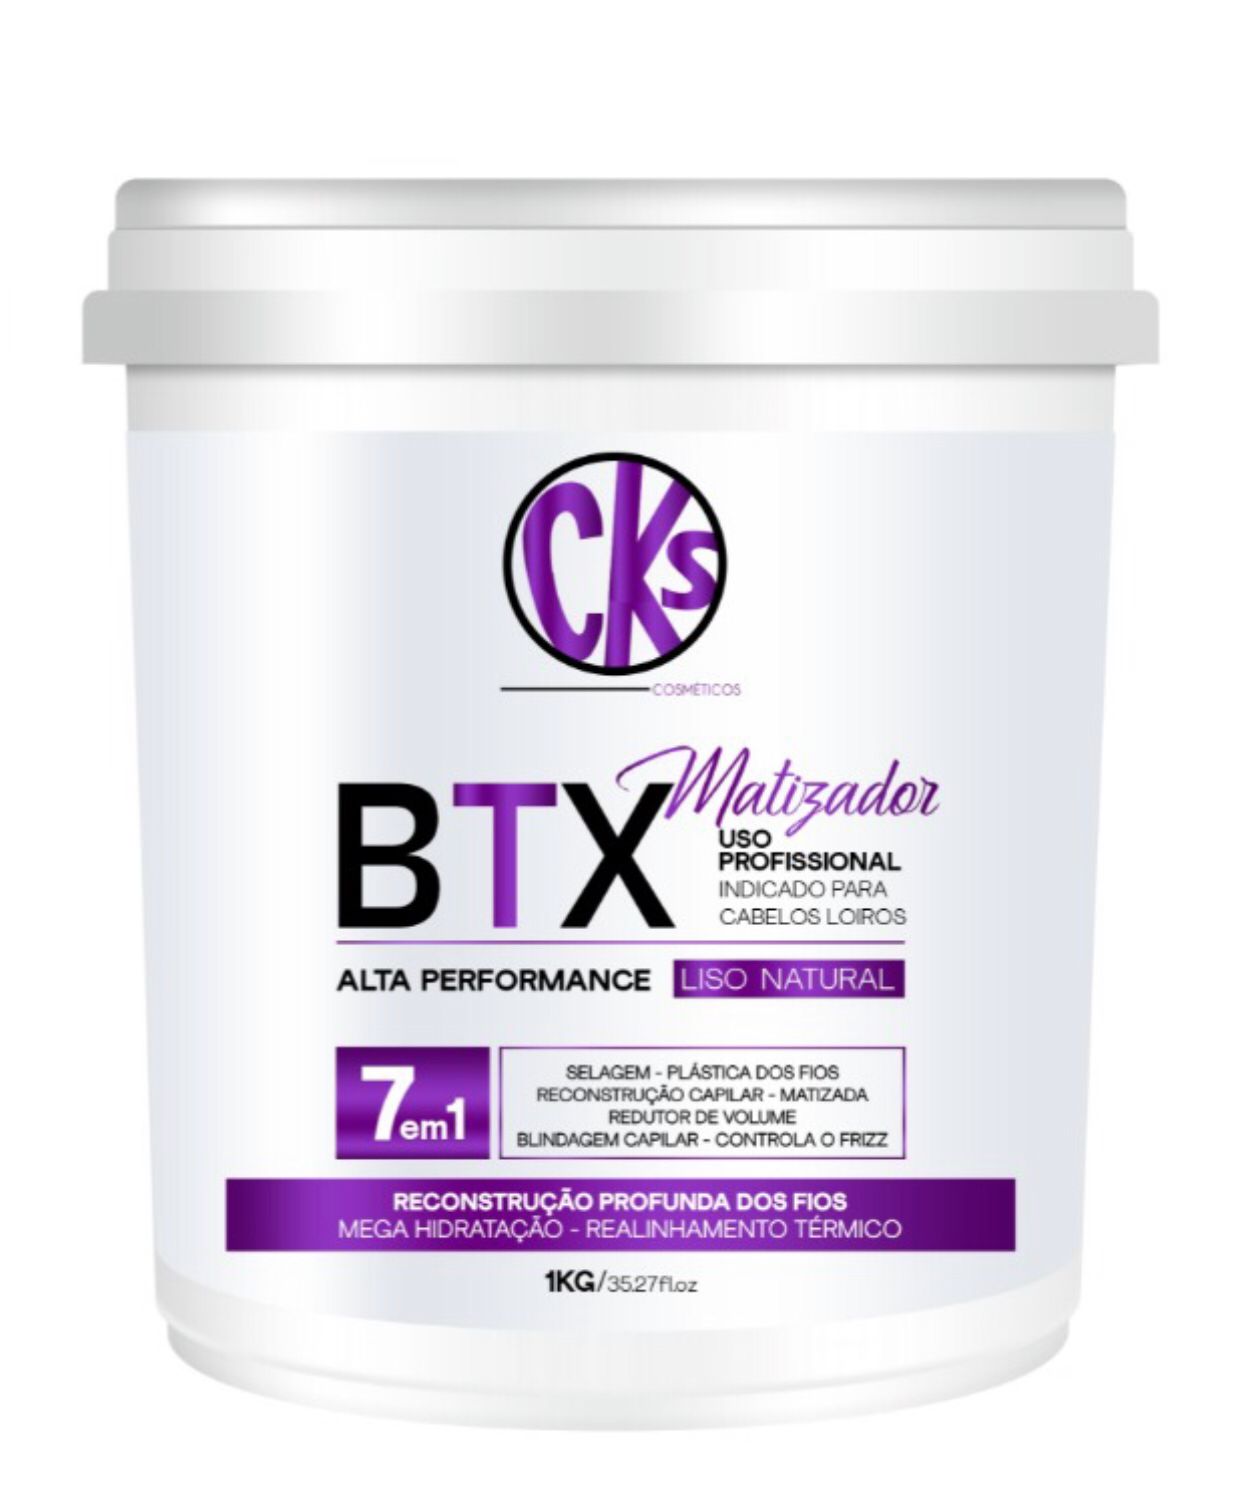 CKs
COSMÉTICOS
BTX Matizador
USO
PROFISSIONAL
INDICADO PARA
CABELOS LOIROS
ALTA PERFORMANCE LISO NATURAL
7em1
SELAGEM - PLÁSTICA DOS FIOS
RECONSTRUÇÃO CAPILAR - MATIZADA
REDUTOR DE VOLUME
BLINDAGEM CAPILAR - CONTROLA O FRIZZ
RECONSTRUÇÃO PROFUNDA DOS FIOS
MEGA HIDRATAÇÃO - REALINHAMENTO TÉRMICO
1KG/35.27fl.oz